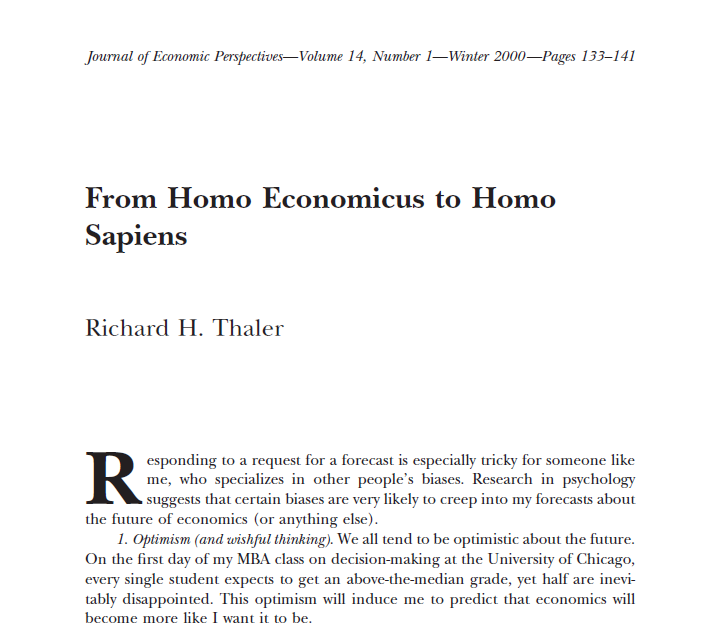 Journal of Economic Perspectives—Volume 14, Number 1—Winter 2000—Pages 133–141
From Homo Economicus to Homo
Sapiens
Richard H. Thaler
Responding to a request for a forecast is especially tricky for someone like
me, who specializes in other people's biases. Research in psychology
suggests that certain biases are very likely to creep into my forecasts about
the future of economics (or anything else).
1. Optimism (and wishful thinking). We all tend to be optimistic about the future.
On the first day of my MBA class on decision-making at the University of Chicago,
every single student expects to get an above-the-median grade, yet half are inevi-
tably disappointed. This optimism will induce me to predict that economics will
become more like I want it to be.